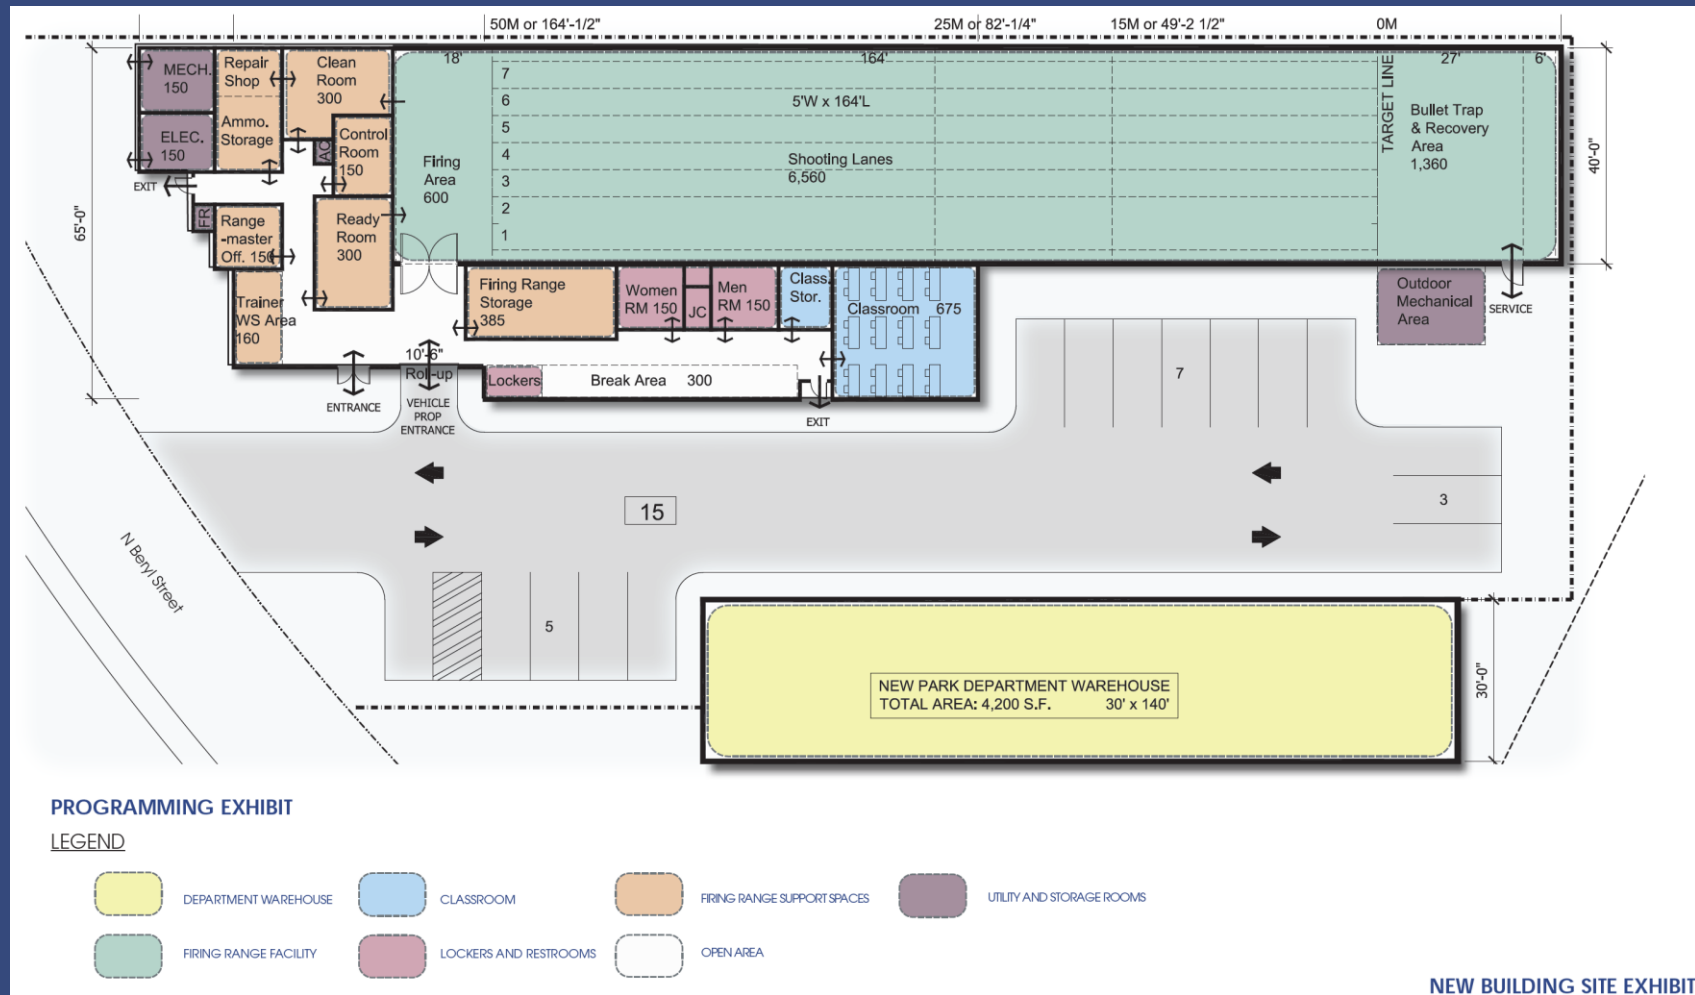 50M or 164'-1/2"
25M or 82'-1/4"
15M or 49'-2 1/2"
0M
MECH.
150
Repair
Shop
Clean
Room
300
18'
164'
27'
6'
7
6
5
4
3
2
1
5'W x 164'L
TARGET LINE
Bullet Trap
& Recovery
Area
1,360
ELEC.
150
Ammo.
Storage
AC
Control
Room
150
Firing
Area
600
Shooting Lanes
6,560
40'-0"
65'-0"
EXIT
FR
Range
-master
Off. 150
Ready
Room
300
Trainer
WS Area
160
Firing Range
Storage
385
Women
RM 150
JC
Men
RM 150
Class.
Stor.
Classroom 675
Outdoor
Mechanical
Area
SERVICE
10'-6"
Roll-up
Lockers
Break Area 300
ENTRANCE
VEHICLE
PROP
ENTRANCE
EXIT
7
15
3
N Beryl Street
5
NEW PARK DEPARTMENT WAREHOUSE
TOTAL AREA: 4,200 S.F. 30' x 140'
30'-0"
PROGRAMMING EXHIBIT
LEGEND
DEPARTMENT WAREHOUSE
CLASSROOM
FIRING RANGE SUPPORT SPACES
UTILITY AND STORAGE ROOMS
FIRING RANGE FACILITY
LOCKERS AND RESTROOMS
OPEN AREA
NEW BUILDING SITE EXHIBIT